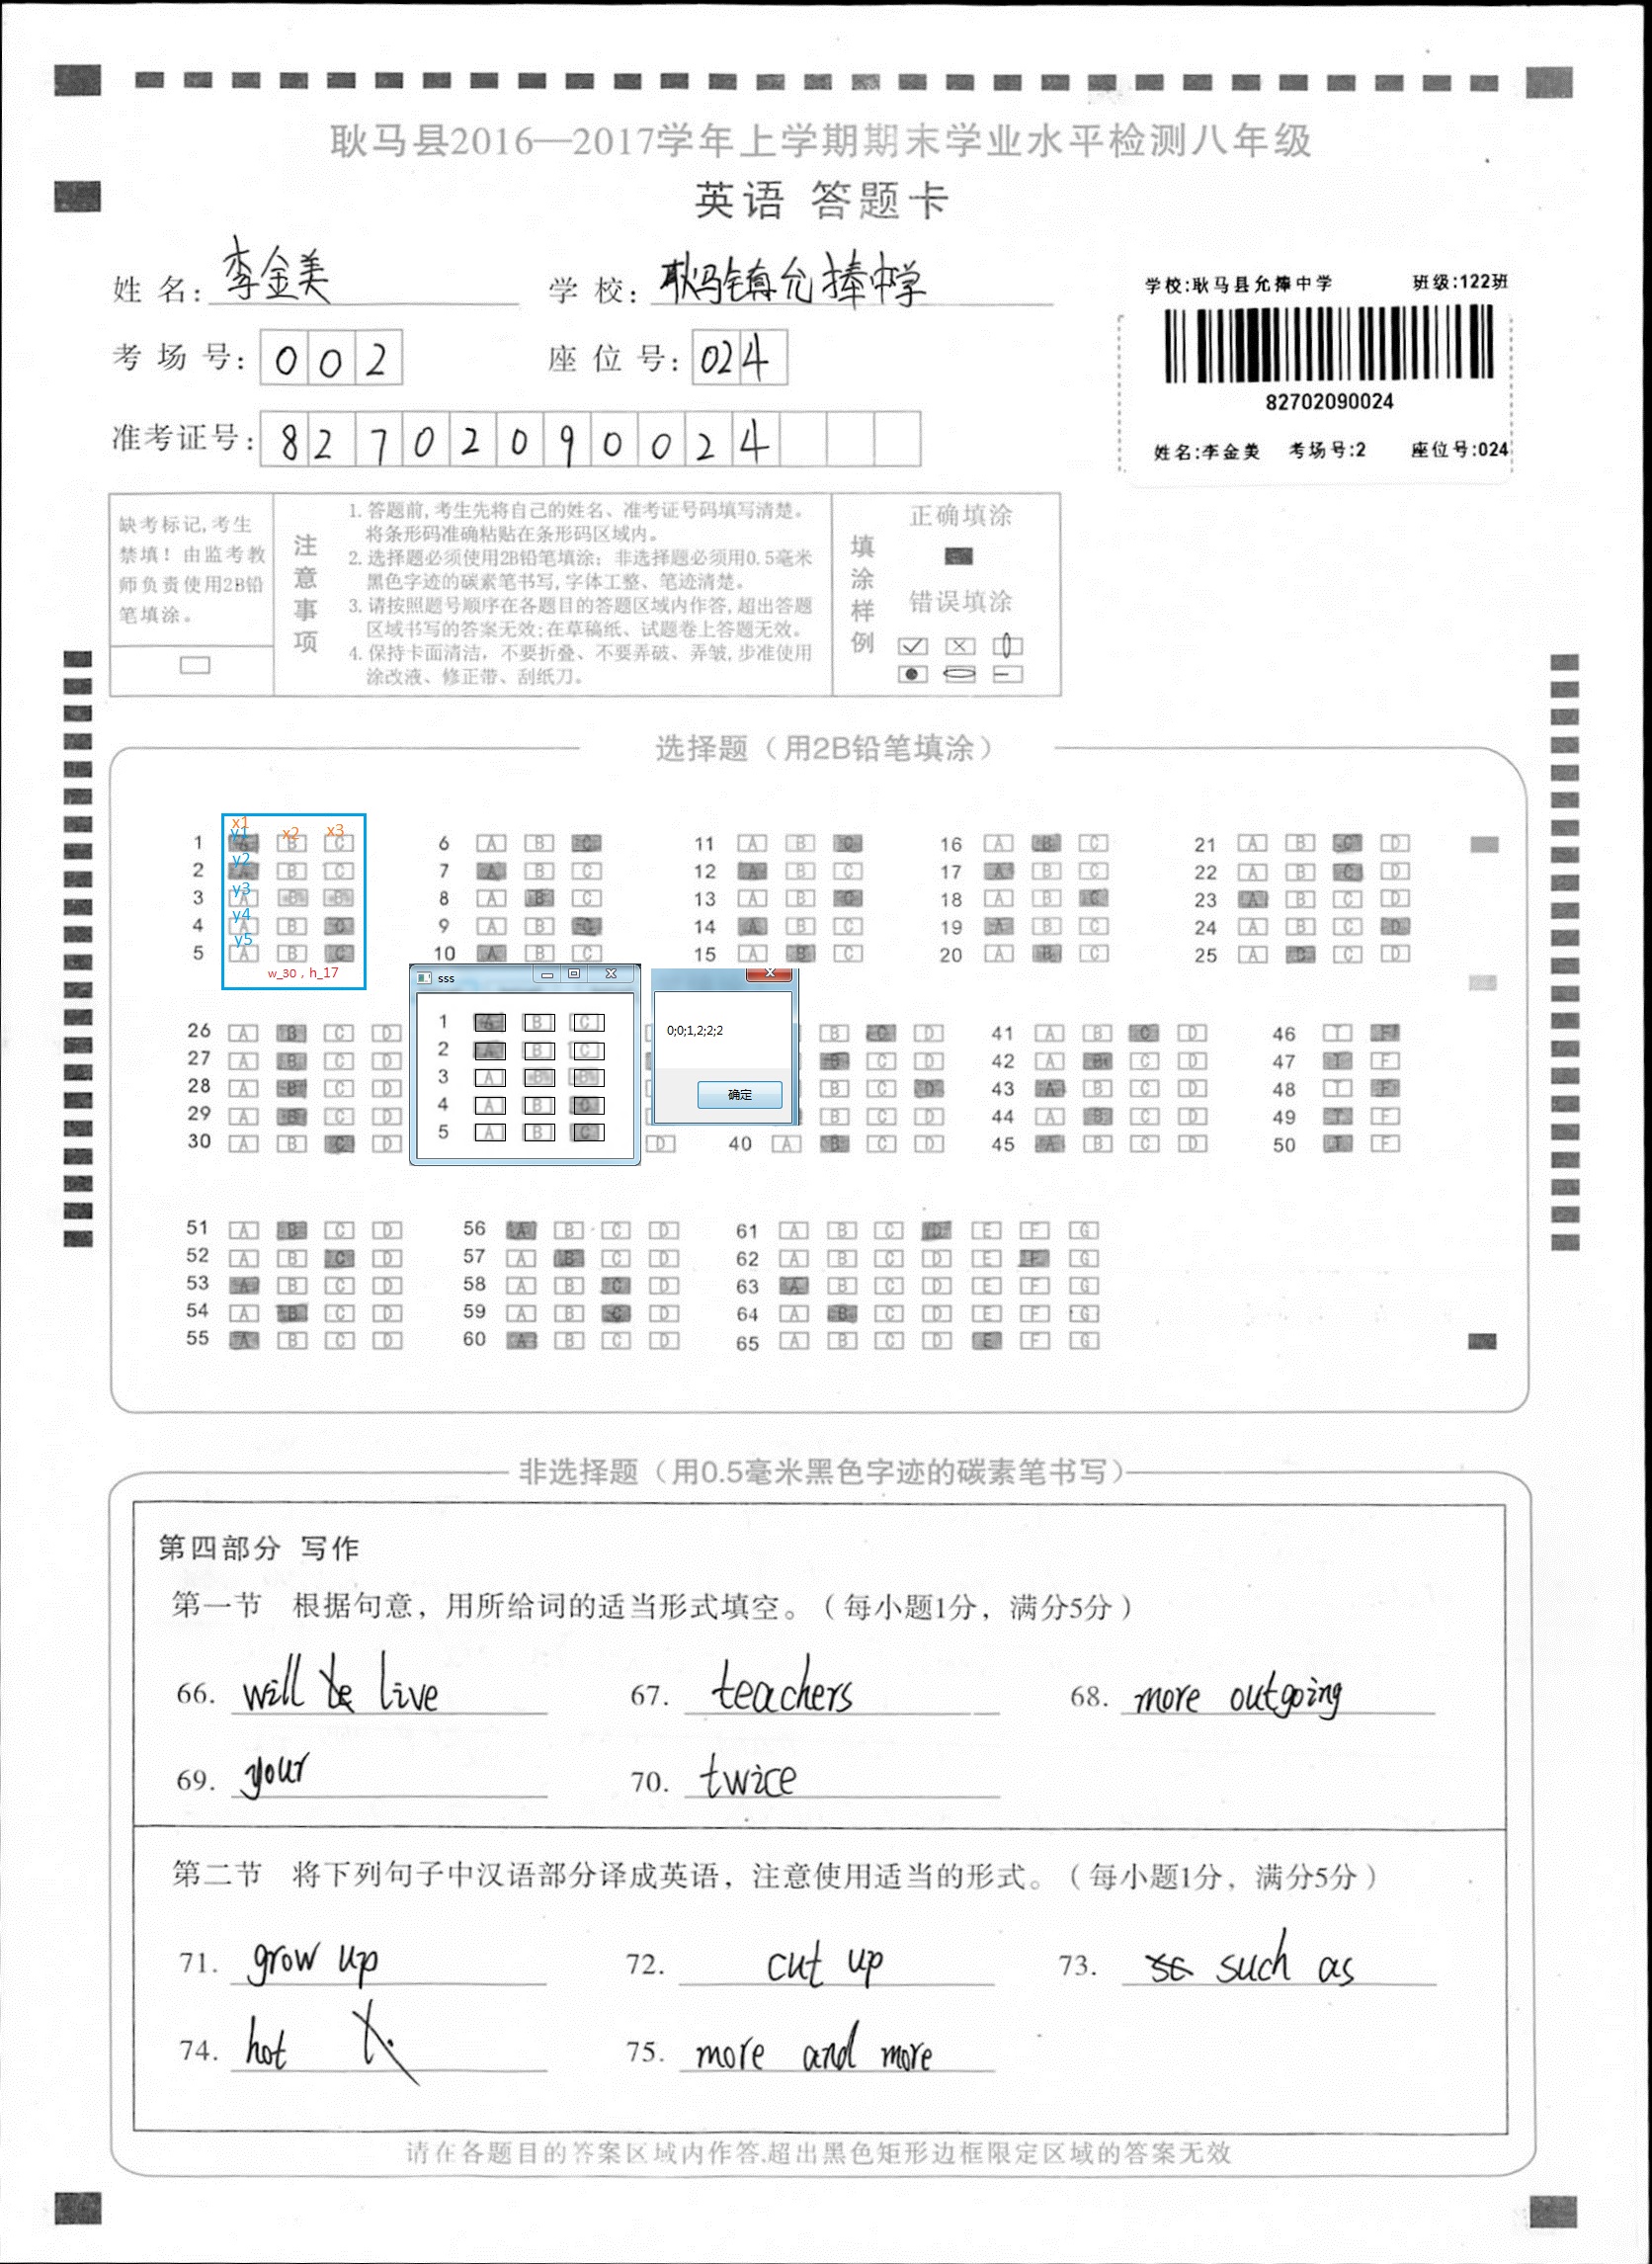 耿马县2016—2017学年上学期期末学业水平检测八年级
英语 答题卡
姓 名: 李金美 学 校: 耿马镇允捧中学
考 场 号: 0 0 2 座 位 号: 024
准考证号: 8 2 7 0 2 0 9 0 0 2 4
学校:耿马县允捧中学 班级:122班
82702090024
姓名:李金美 考场号:2 座位号:024
缺考标记,考生
禁填！由监考教
师负责使用2B铅
笔填涂。
注意事项
1. 答题前,考生先将自己的姓名、准考证号码填写清楚。
将条形码准确粘贴在条形码区域内。
2. 选择题必须使用2B铅笔填涂；非选择题必须用0.5毫米
黑色字迹的碳素笔书写,字体工整、笔迹清楚。
3. 请按照题号顺序在各题目的答题区域内作答,超出答题
区域书写的答案无效;在草稿纸、试题卷上答题无效。
4. 保持卡面清洁，不要折叠、不要弄破、弄皱,步准使用
涂改液、修正带、刮纸刀。
填涂样例
正确填涂
错误填涂
选择题（用2B铅笔填涂）
x1 x2 x3
y1
y2
y3
y4
y5
w_30 , h_17
1 A B C 6 A B C 11 A B C 16 A B C 21 A B C D
2 A B C 7 A B C 12 A B C 17 A B C 22 A B C D
3 A B B 8 A B C 13 A B C 18 A B C 23 A B C D
4 A B C 9 A B C 14 A B C 19 A B C 24 A B C D
5 A B C 10 A B C 15 A B C 20 A B C 25 A B C D
sss
1 A B C
2 A B C
3 A B B
4 A B C
5 A B C
0;0;1,2;2;2
确定
26 A B C D B C D 41 A B C D 46 T F
27 A B C D B C D 42 A B C D 47 T F
28 A B C D B C D 43 A B C D 48 T F
29 A B C D B C D 44 A B C D 49 T F
30 A B C D D 40 A B C D 45 A B C D 50 T F
51 A B C D 56 A B C D 61 A B C D E F G
52 A B C D 57 A B C D 62 A B C D E F G
53 A B C D 58 A B C D 63 A B C D E F G
54 A B C D 59 A B C D 64 A B C D E F G
55 A B C D 60 A B C D 65 A B C D E F G
非选择题（用0.5毫米黑色字迹的碳素笔书写）
第四部分 写作
第一节 根据句意，用所给词的适当形式填空。（每小题1分，满分5分）
66. will be live 67. teachers 68. more outgoing
69. your 70. twice
第二节 将下列句子中汉语部分译成英语，注意使用适当的形式。（每小题1分，满分5分）
71. grow up 72. cut up 73. such as
74. hot 75. more and more
请在各题目的答案区域内作答,超出黑色矩形边框限定区域的答案无效